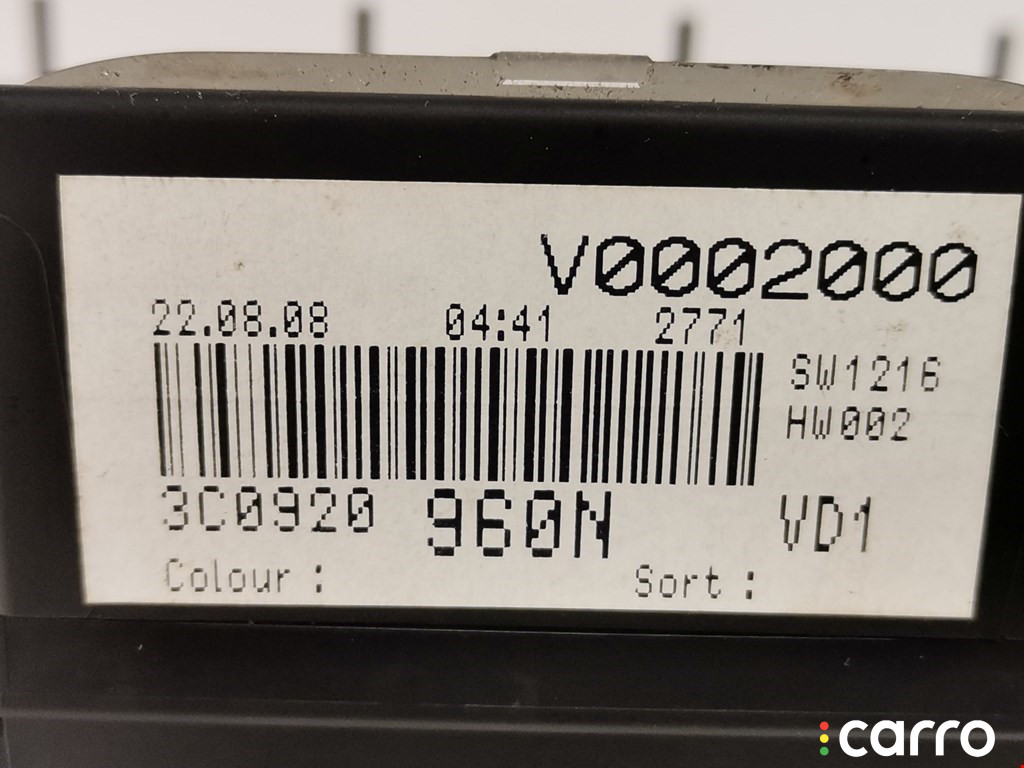 V0002000
22.08.08 04:41 2771
SW1216
HW002
3C0920 960N VD1
Colour : Sort :
carro